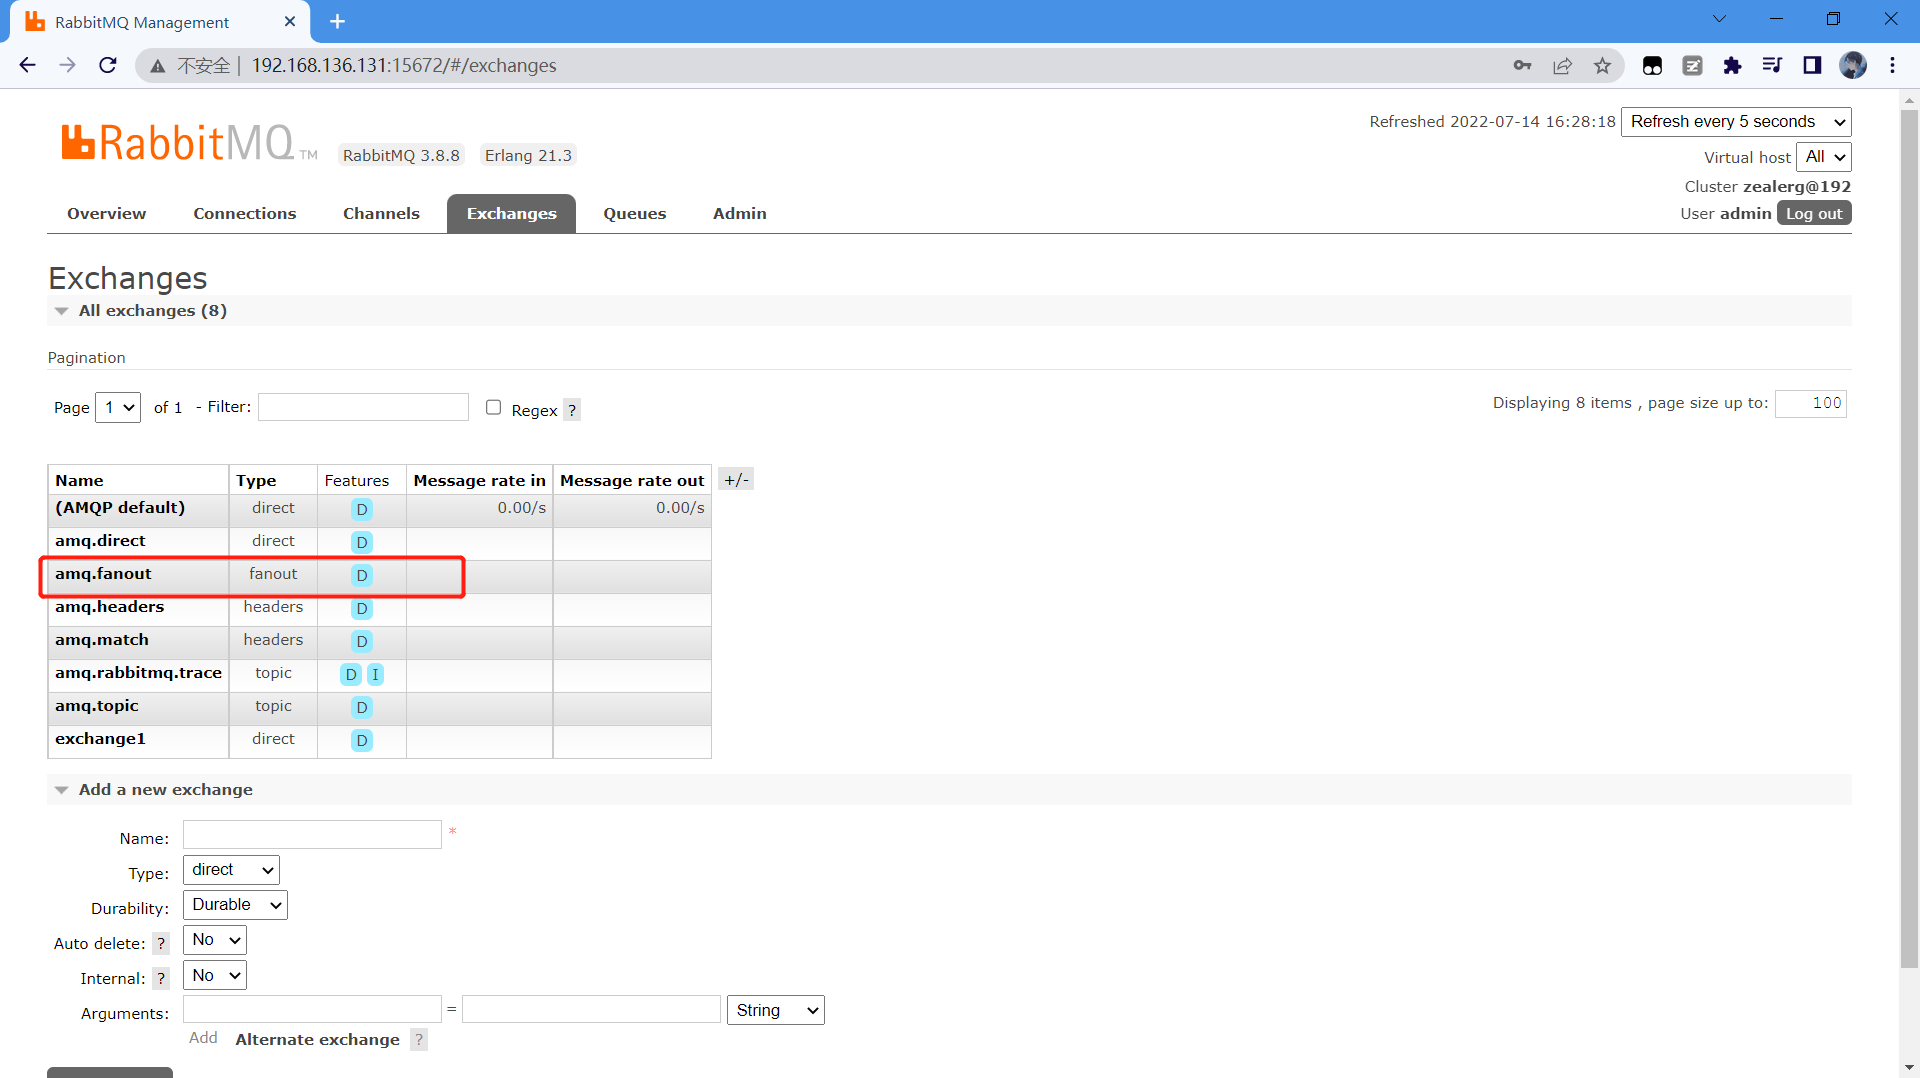 RabbitMQ Management
不安全 | 192.168.136.131:15672/#/exchanges
RabbitMQ TM RabbitMQ 3.8.8 Erlang 21.3
Refreshed 2022-07-14 16:28:18 Refresh every 5 seconds
Virtual host All
Cluster zealerg@192
User admin Log out
Overview Connections Channels Exchanges Queues Admin
Exchanges
All exchanges (8)
Pagination
Page 1 of 1 - Filter: Regex ? Displaying 8 items , page size up to: 100
Name Type Features Message rate in Message rate out +/-
(AMQP default) direct D 0.00/s 0.00/s
amq.direct direct D
amq.fanout fanout D
amq.headers headers D
amq.match headers D
amq.rabbitmq.trace topic D I
amq.topic topic D
exchange1 direct D
Add a new exchange
Name: *
Type: direct
Durability: Durable
Auto delete: ? No
Internal: ? No
Arguments: = String
Add Alternate exchange ?